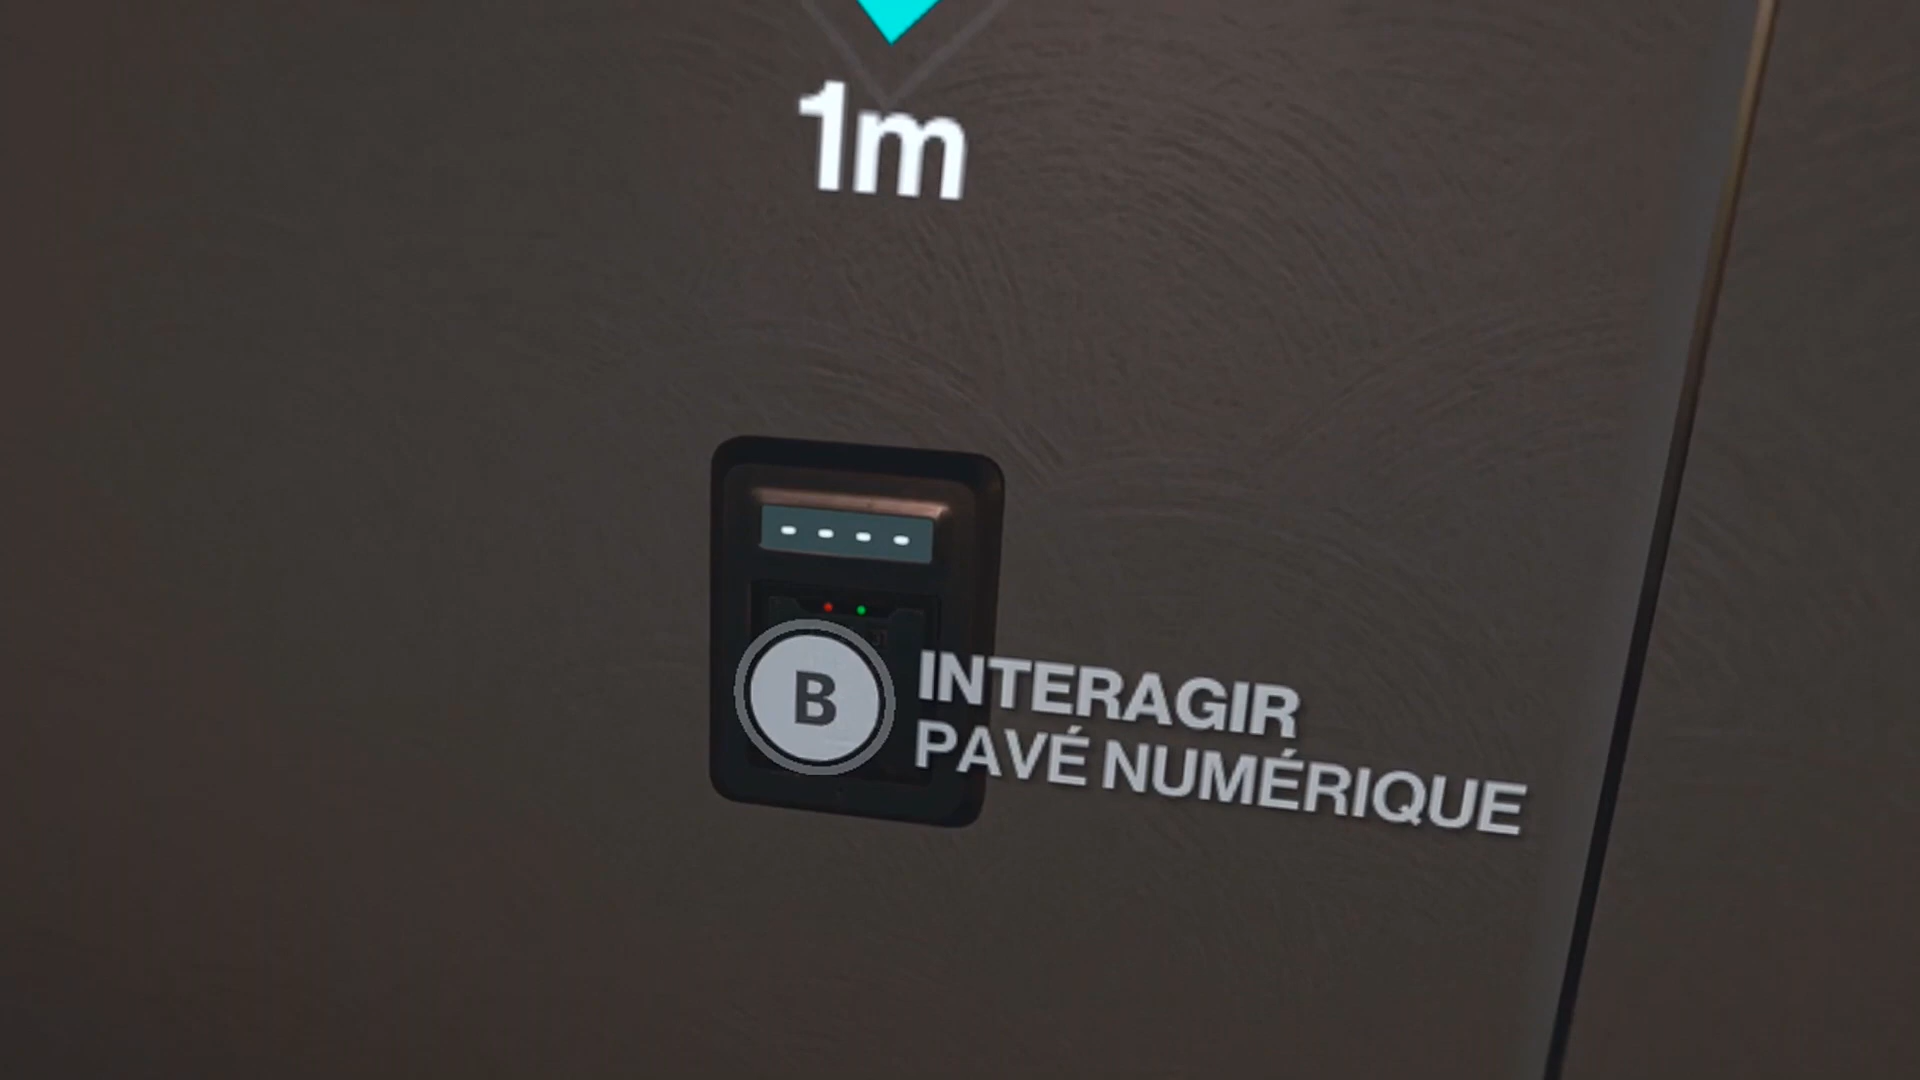 1m
- - - -
B
INTERAGIR
PAVÉ NUMÉRIQUE